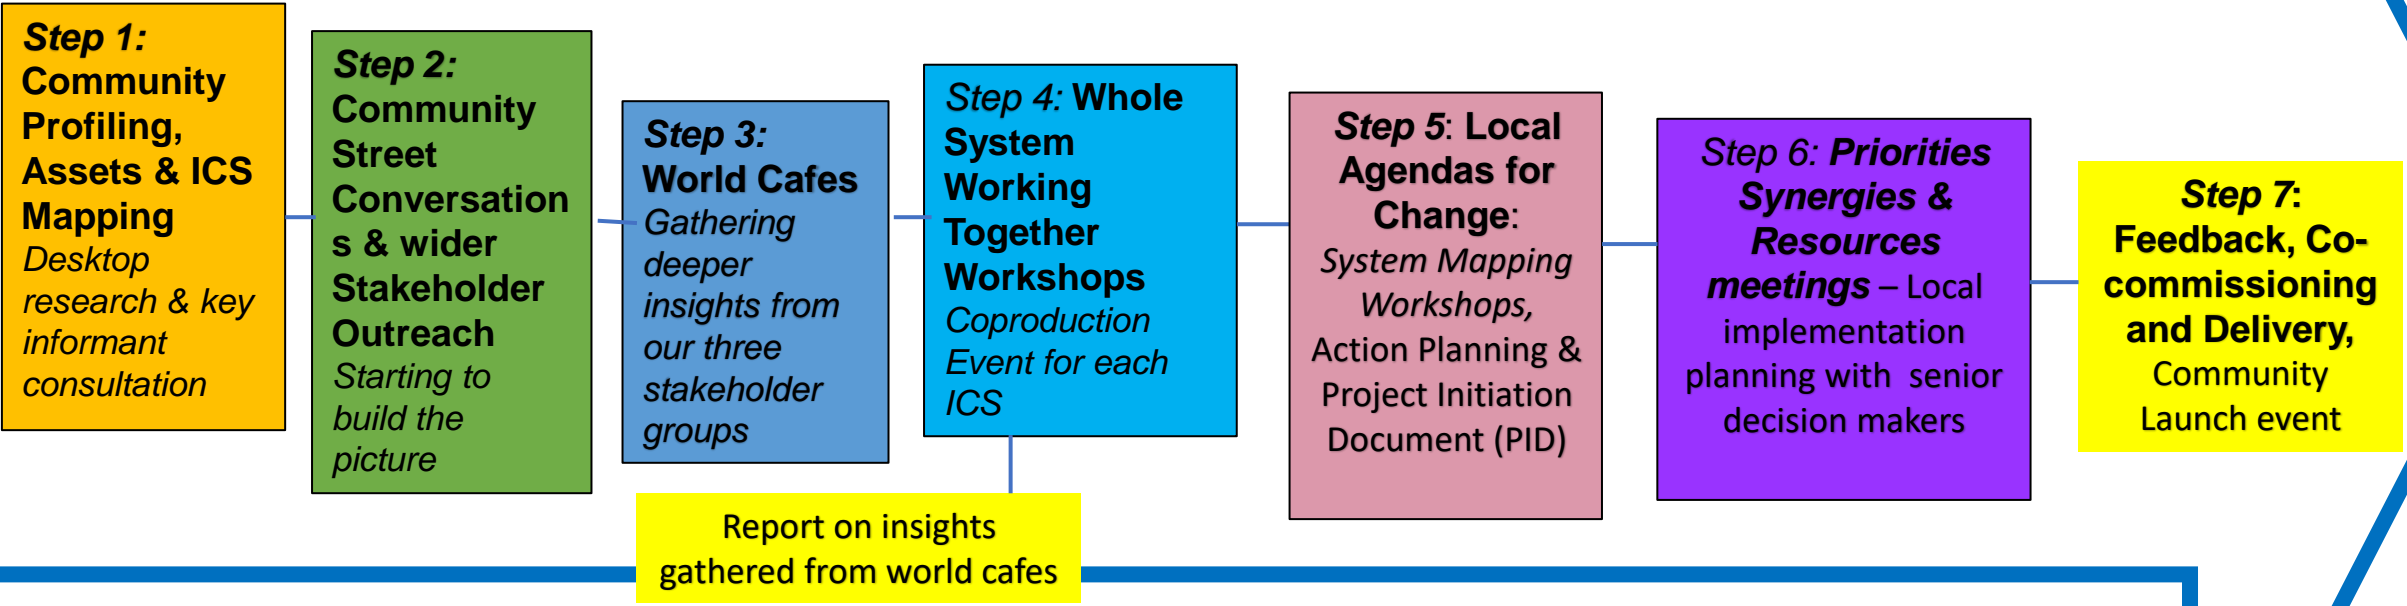 Step 1:
Community
Profiling,
Assets & ICS
Mapping
Desktop
research & key
informant
consultation
Step 2:
Community
Street
Conversation
s & wider
Stakeholder
Outreach
Starting to
build the
picture
Step 3:
World Cafes
Gathering
deeper
insights from
our three
stakeholder
groups
Step 4: Whole
System
Working
Together
Workshops
Coproduction
Event for each
ICS
Report on insights
gathered from world cafes
Step 5: Local
Agendas for
Change:
System Mapping
Workshops,
Action Planning &
Project Initiation
Document (PID)
Step 6: Priorities
Synergies &
Resources
meetings – Local
implementation
planning with senior
decision makers
Step 7:
Feedback, Co-
commissioning
and Delivery,
Community
Launch event